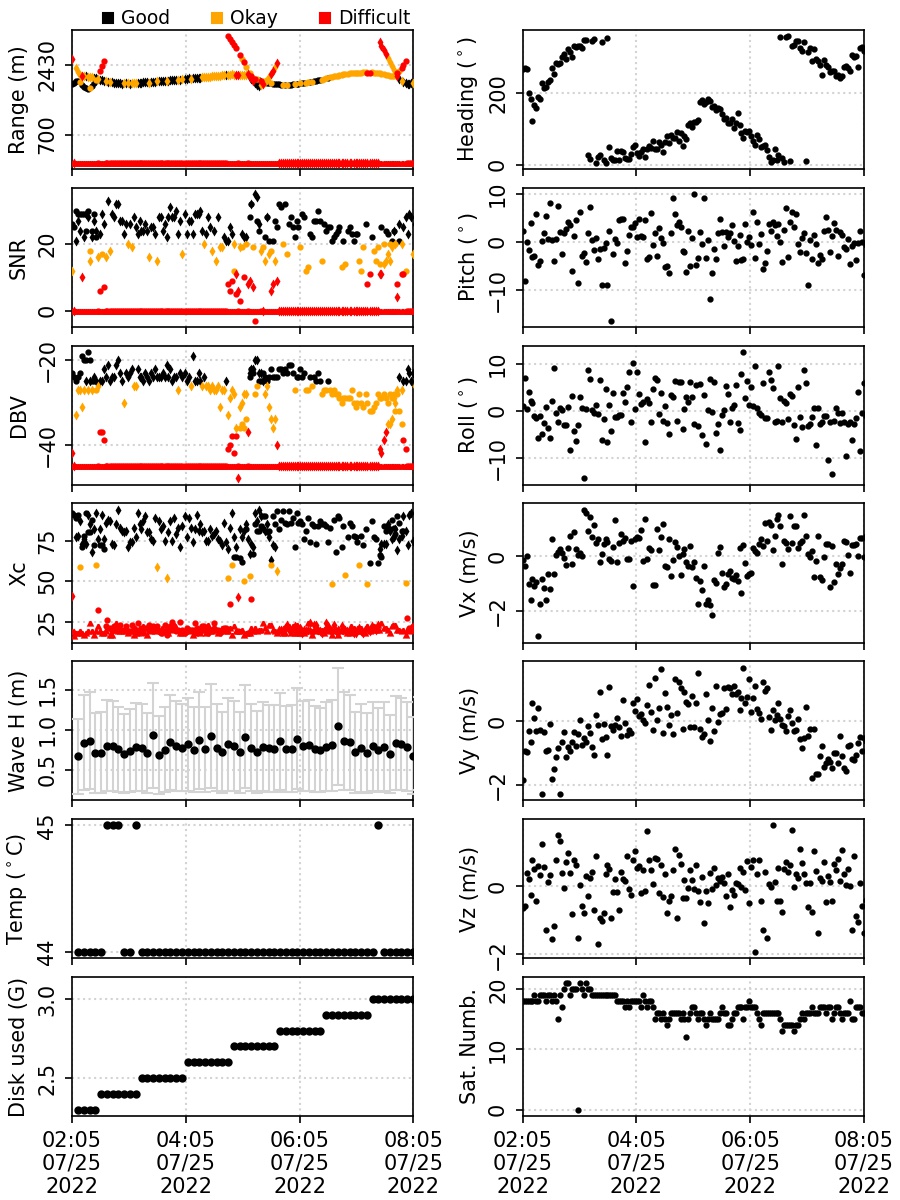 Good Okay Difficult
Range (m)
2430
700
Heading (°)
200
0
SNR
20
0
Pitch (°)
10
0
−10
DBV
−20
−40
Roll (°)
10
0
−10
Xc
75
50
25
Vx (m/s)
0
−2
Wave H (m)
1.5
1.0
0.5
Vy (m/s)
0
−2
Temp (°C)
45
44
Vz (m/s)
0
−2
Disk used (G)
3.0
2.5
Sat. Numb.
20
10
0
02:05 04:05 06:05 08:05
07/25 07/25 07/25 07/25
2022 2022 2022 2022
02:05 04:05 06:05 08:05
07/25 07/25 07/25 07/25
2022 2022 2022 2022